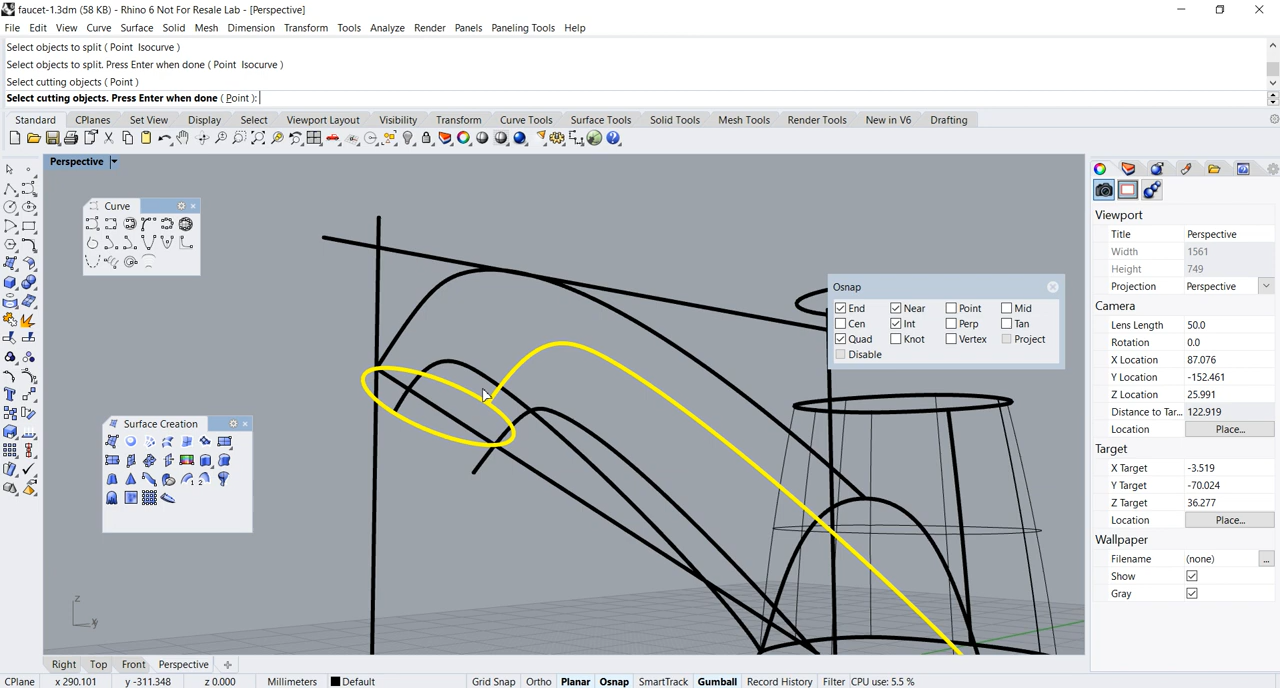 faucet-1.3dm (58 KB) - Rhino 6 Not For Resale Lab - [Perspective]
File Edit View Curve Surface Solid Mesh Dimension Transform Tools Analyze Render Panels Paneling Tools Help
Select objects to split ( Point Isocurve )
Select objects to split. Press Enter when done ( Point Isocurve )
Select cutting objects ( Point )
Select cutting objects. Press Enter when done ( Point ):
Standard CPlanes Set View Display Select Viewport Layout Visibility Transform Curve Tools Surface Tools Solid Tools Mesh Tools Render Tools New in V6 Drafting
Perspective
Curve
Surface Creation
Osnap
End Near Point Mid
Cen Int Perp Tan
Quad Knot Vertex Project
Disable
Viewport
Title Perspective
Width 1561
Height 749
Projection Perspective
Camera
Lens Length 50.0
Rotation 0.0
X Location 87.076
Y Location -152.461
Z Location 25.991
Distance to Tar... 122.919
Location Place...
Target
X Target -3.519
Y Target -70.024
Z Target 36.277
Location Place...
Wallpaper
Filename (none) ...
Show
Gray
z
y
Right Top Front Perspective
CPlane x 290.101 y -311.348 z 0.000 Millimeters Default Grid Snap Ortho Planar Osnap SmartTrack Gumball Record History Filter CPU use: 5.5 %